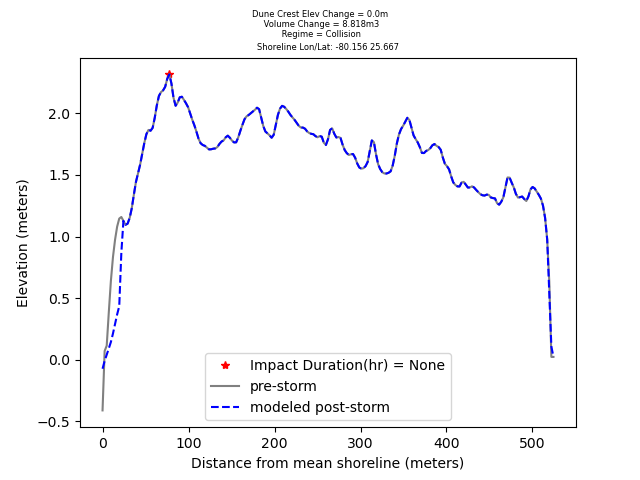 Dune Crest Elev Change = 0.0m
Volume Change = 8.818m3
Regime = Collision
Shoreline Lon/Lat: -80.156 25.667
2.0
1.5
1.0
0.5
0.0
−0.5
Elevation (meters)
Impact Duration(hr) = None
pre-storm
modeled post-storm
0
100
200
300
400
500
Distance from mean shoreline (meters)